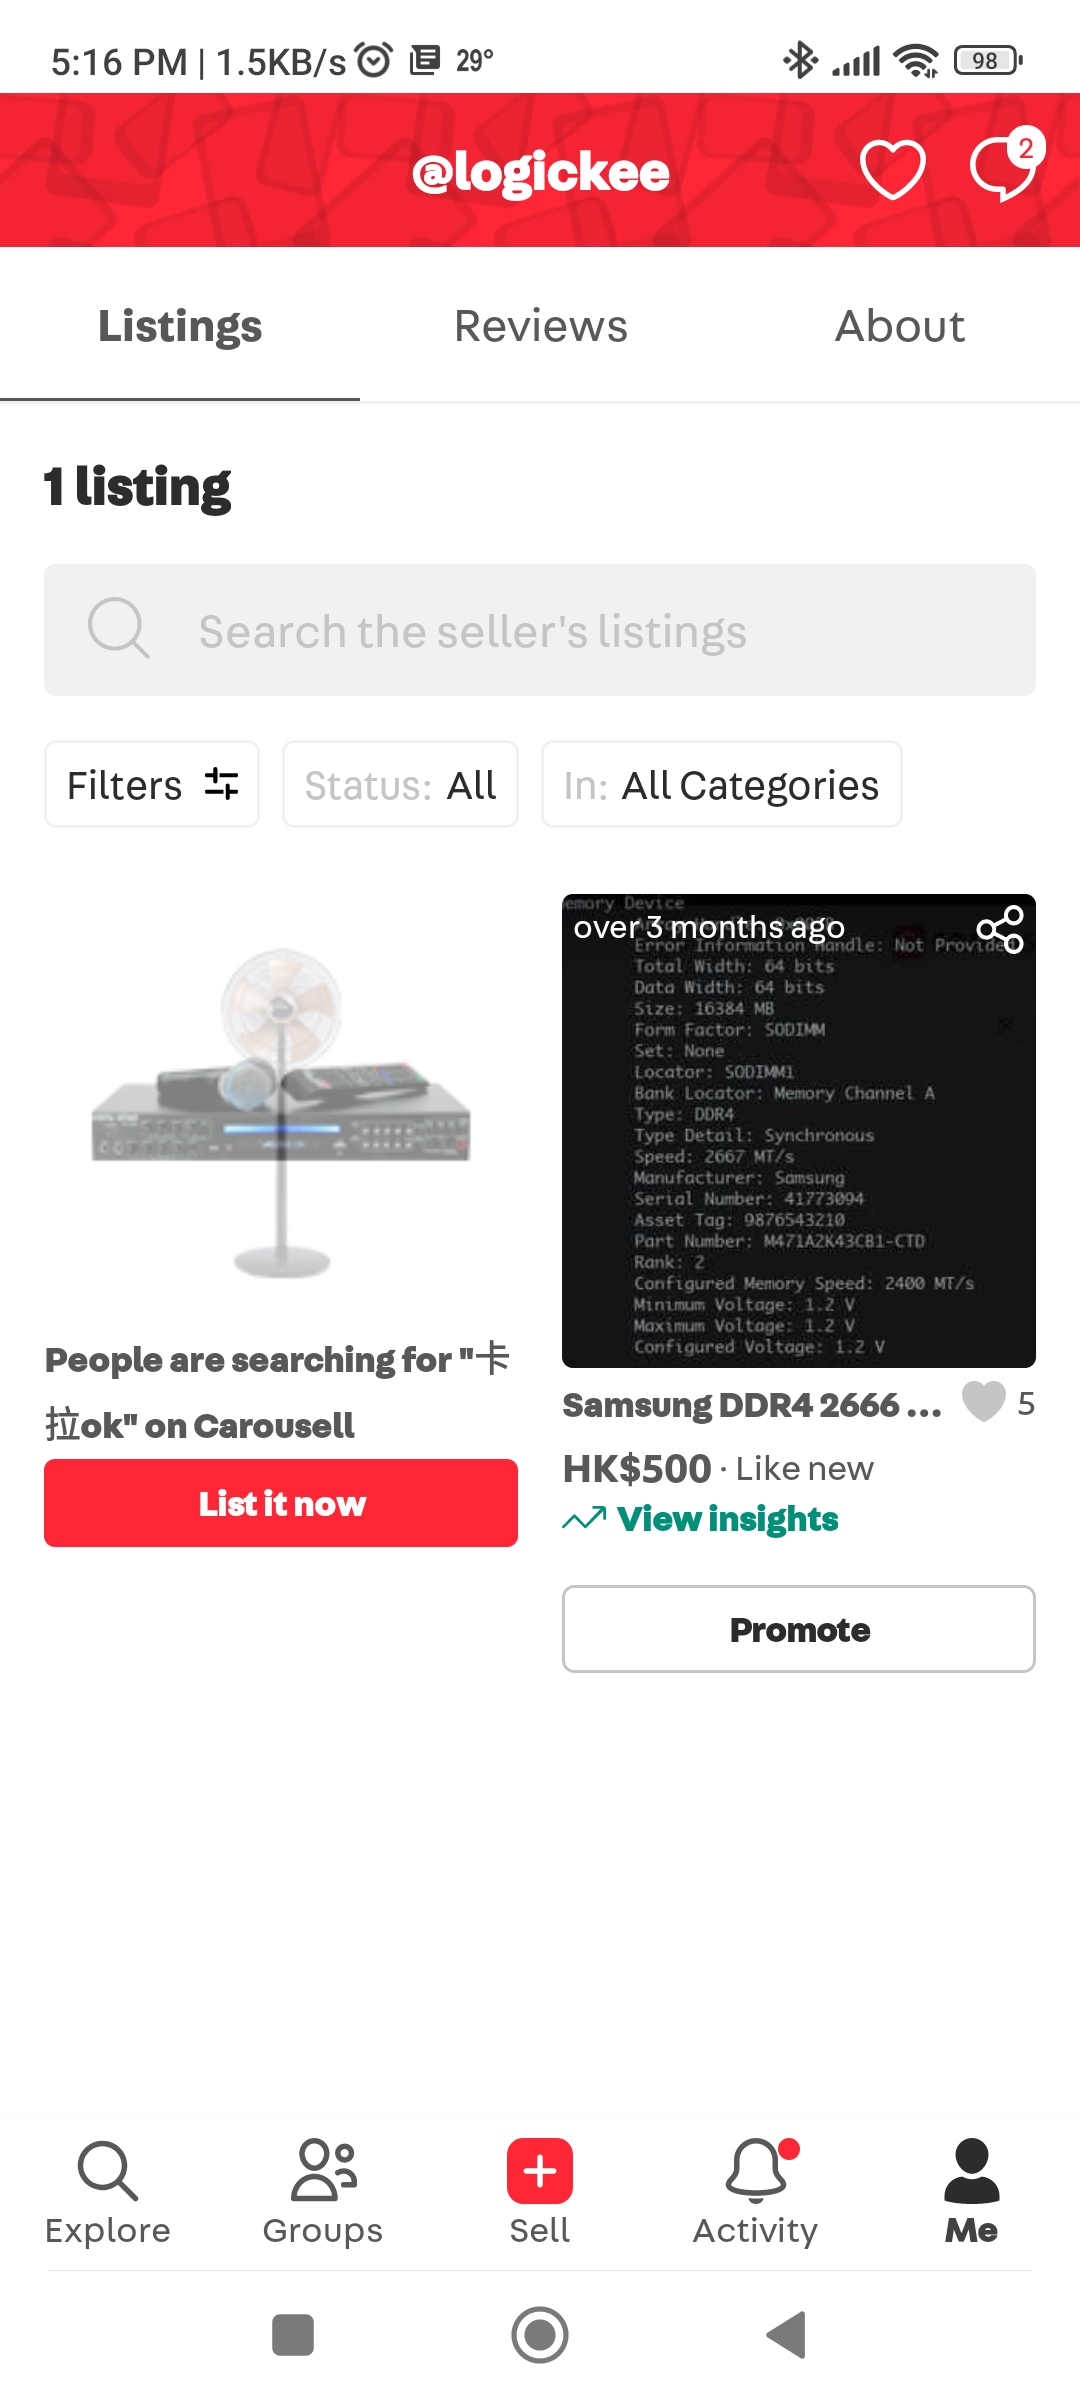 5:16 PM | 1.5KB/s 29°
98
@logickee
2
Listings
Reviews
About
1 listing
Search the seller's listings
Filters
Status: All
In: All Categories
People are searching for "卡
拉ok" on Carousell
List it now
emory Device
over 3 months ago
Error Information Handle: Not Provided
Total Width: 64 bits
Data Width: 64 bits
Size: 16384 MB
Form Factor: SODIMM
Set: None
Locator: SODIMM1
Bank Locator: Memory Channel A
Type: DDR4
Type Detail: Synchronous
Speed: 2667 MT/s
Manufacturer: Samsung
Serial Number: 41773094
Asset Tag: 9876543210
Part Number: M471A2K43CB1-CTD
Rank: 2
Configured Memory Speed: 2400 MT/s
Minimum Voltage: 1.2 V
Maximum Voltage: 1.2 V
Configured Voltage: 1.2 V
Samsung DDR4 2666 ...
5
HK$500 · Like new
View insights
Promote
Explore
Groups
Sell
Activity
Me